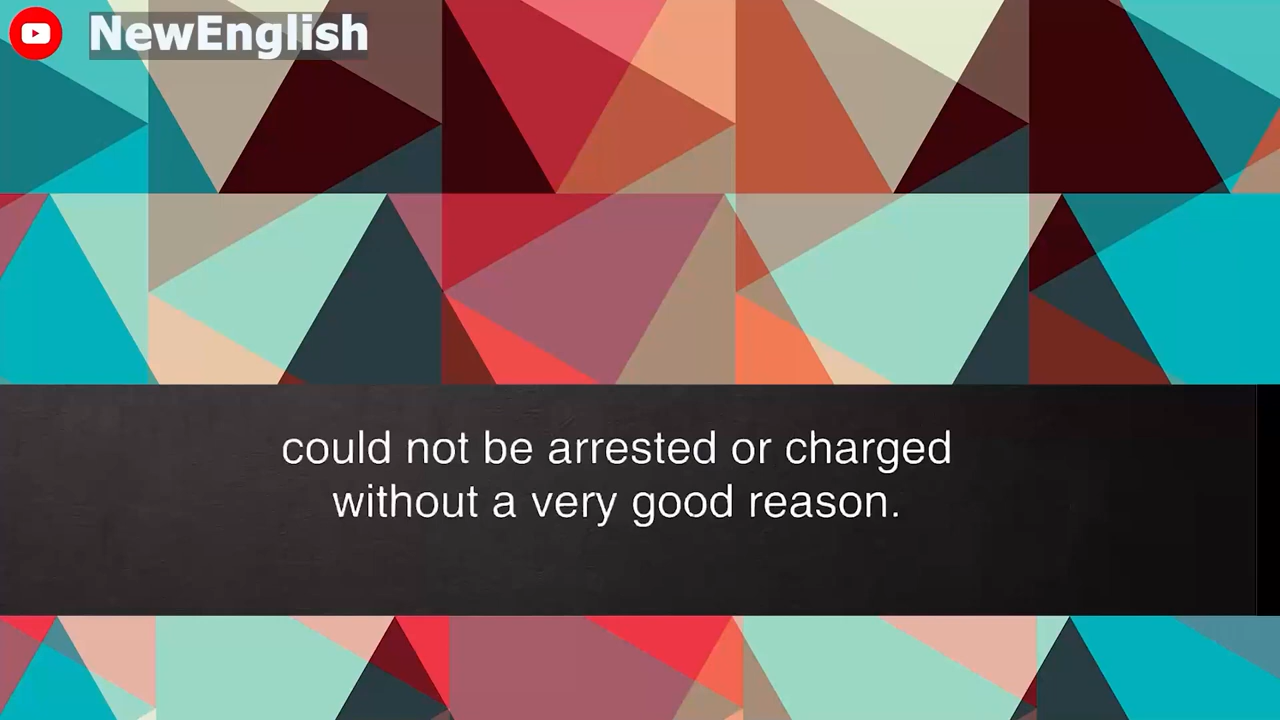 NewEnglish
could not be arrested or charged
without a very good reason.